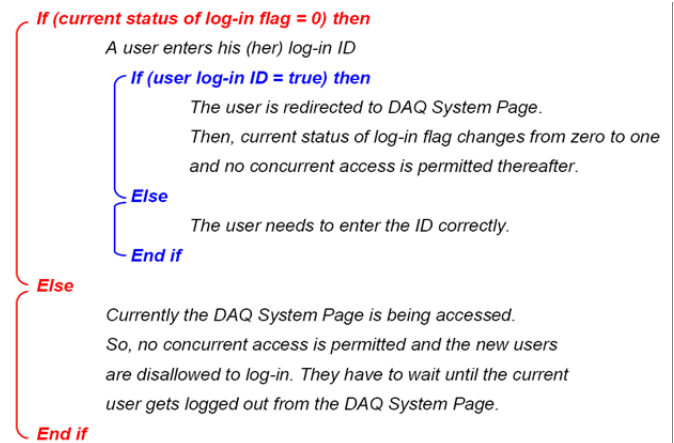 If (current status of log-in flag = 0) then
A user enters his (her) log-in ID
If (user log-in ID = true) then
The user is redirected to DAQ System Page.
Then, current status of log-in flag changes from zero to one
and no concurrent access is permitted thereafter.
Else
The user needs to enter the ID correctly.
End if
Else
Currently the DAQ System Page is being accessed.
So, no concurrent access is permitted and the new users
are disallowed to log-in. They have to wait until the current
user gets logged out from the DAQ System Page.
End if